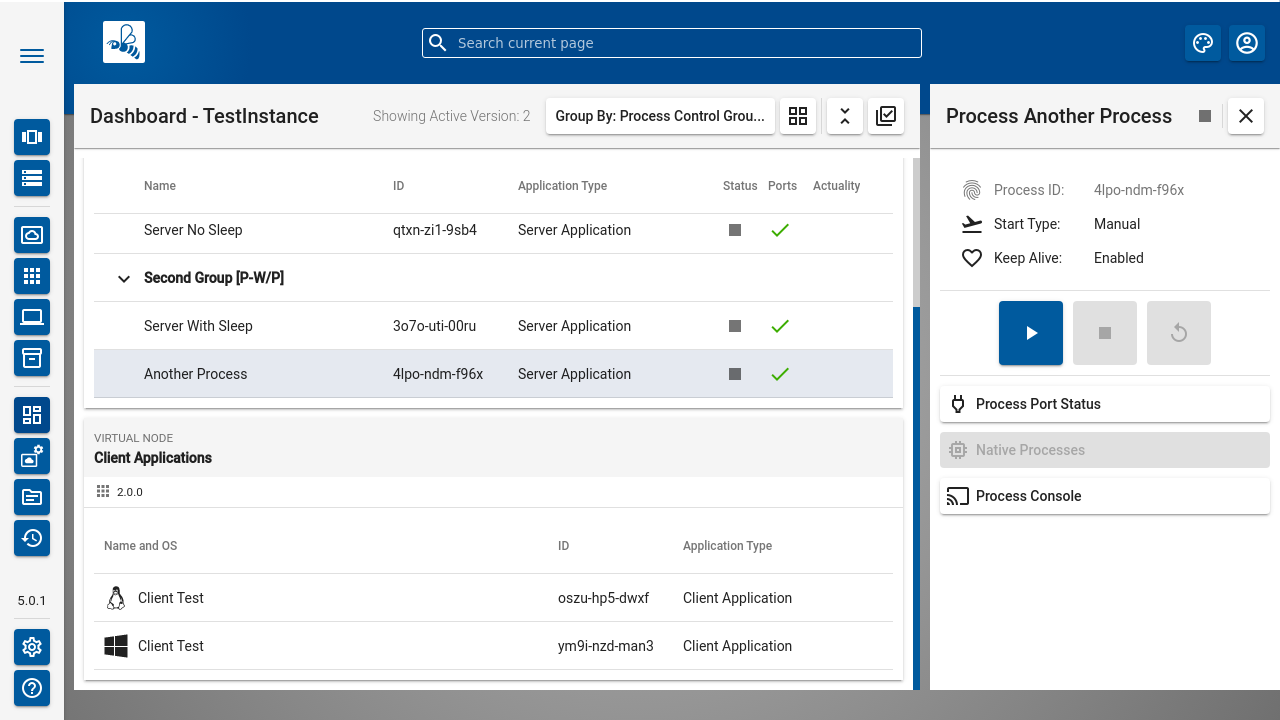 Search current page
Dashboard - TestInstance
Showing Active Version: 2
Group By: Process Control Grou...
Name ID Application Type Status Ports Actuality
Server No Sleep qtxn-zi1-9sb4 Server Application
Second Group [P-W/P]
Server With Sleep 3o7o-uti-00ru Server Application
Another Process 4lpo-ndm-f96x Server Application
VIRTUAL NODE
Client Applications
2.0.0
Name and OS ID Application Type
Client Test oszu-hp5-dwxf Client Application
Client Test ym9i-nzd-man3 Client Application
Process Another Process
Process ID: 4lpo-ndm-f96x
Start Type: Manual
Keep Alive: Enabled
Process Port Status
Native Processes
Process Console
5.0.1